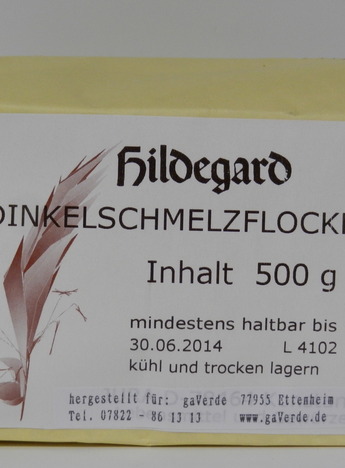 Hildegard
DINKELSCHMELZFLOCKE
Inhalt 500 g
mindestens haltbar bis
30.06.2014 L 4102
kühl und trocken lagern
hergestellt für: gaVerde 77955 Ettenheim
Tel. 07822 - 86 13 13 www.gaVerde.de